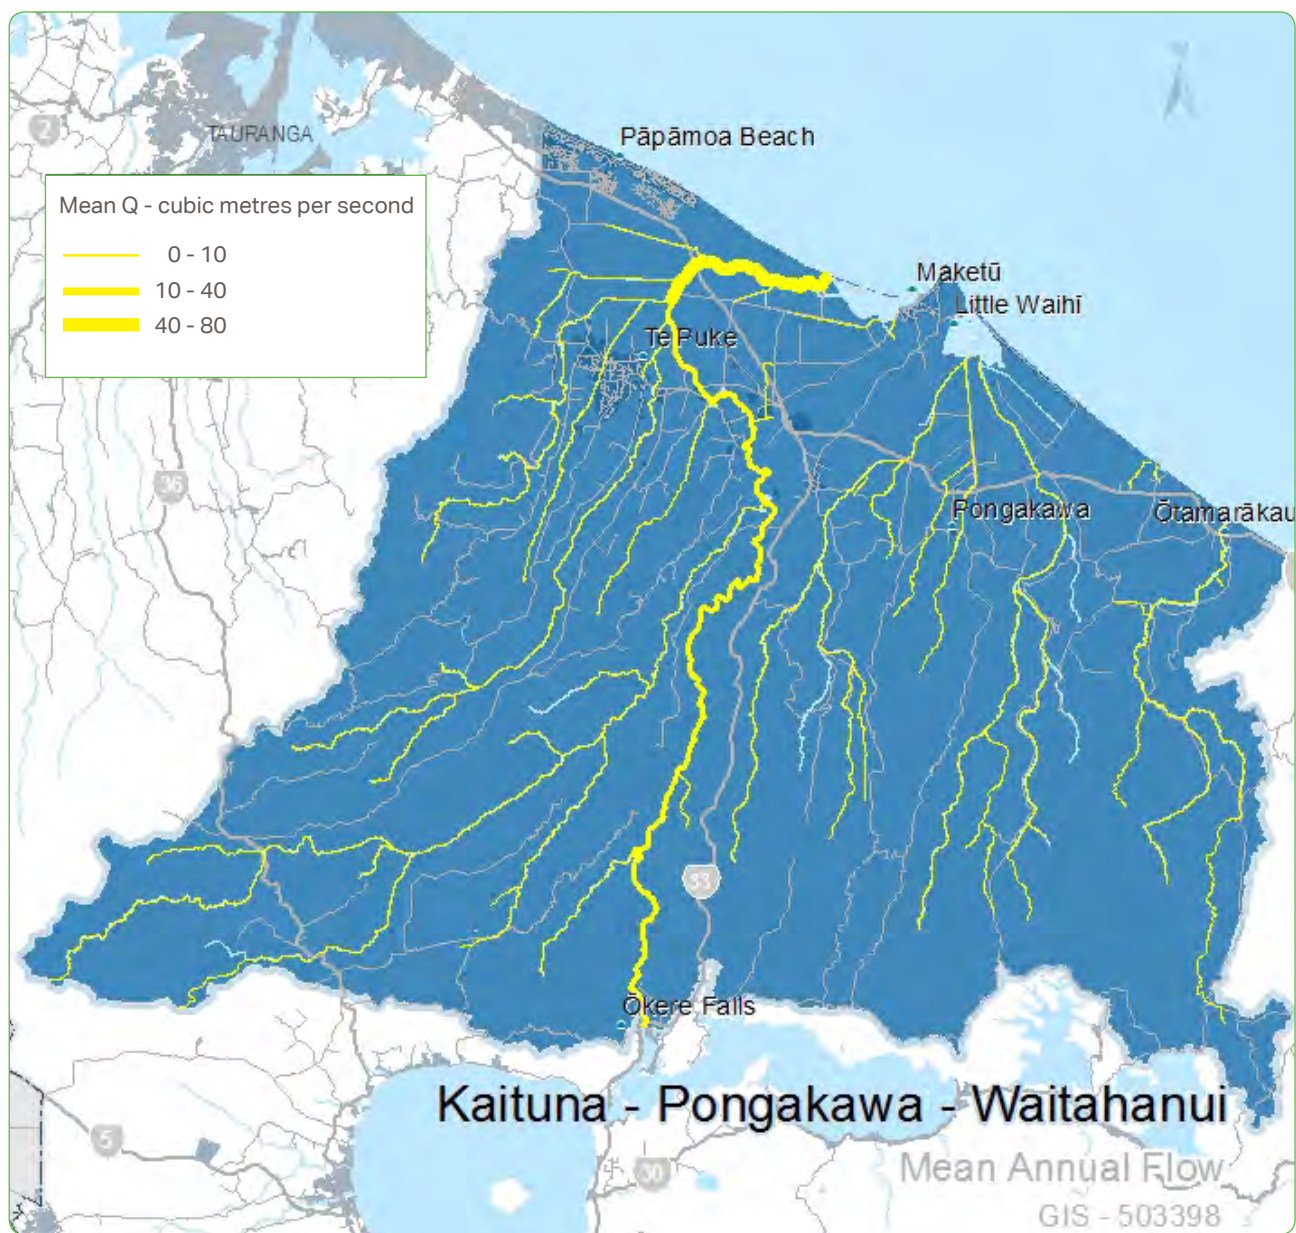 Pāpāmoa Beach
2
TAURANGA
Mean Q - cubic metres per second
0 - 10
10 - 40
40 - 80
Maketū
Little Waihī
Te Puke
36
Pongakawa
Ōtamarākau
33
Ōkere Falls
Kaituna - Pongakawa - Waitahanui
5
30
Mean Annual Flow
GIS - 503398